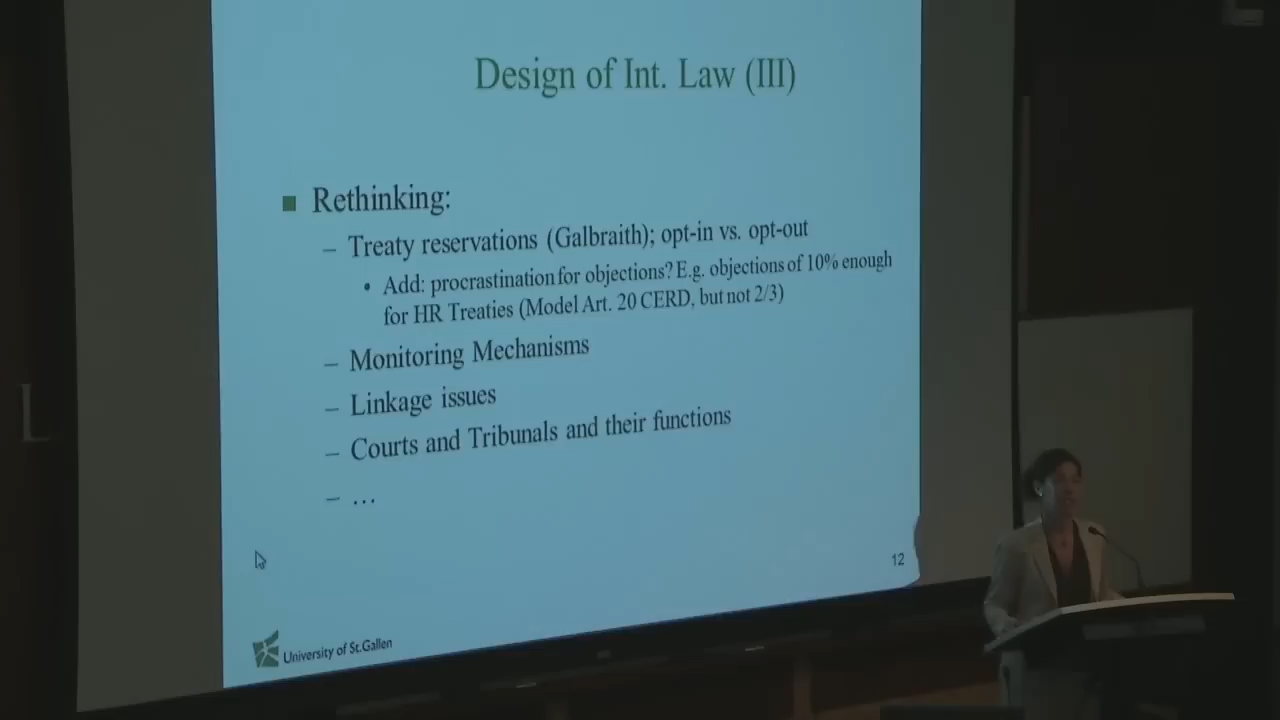 Design of Int. Law (III)
Rethinking:
– Treaty reservations (Galbraith); opt-in vs. opt-out
• Add: procrastination for objections? E.g. objections of 10% enough
for HR Treaties (Model Art. 20 CERD, but not 2/3)
– Monitoring Mechanisms
– Linkage issues
– Courts and Tribunals and their functions
– ...
12
University of St.Gallen